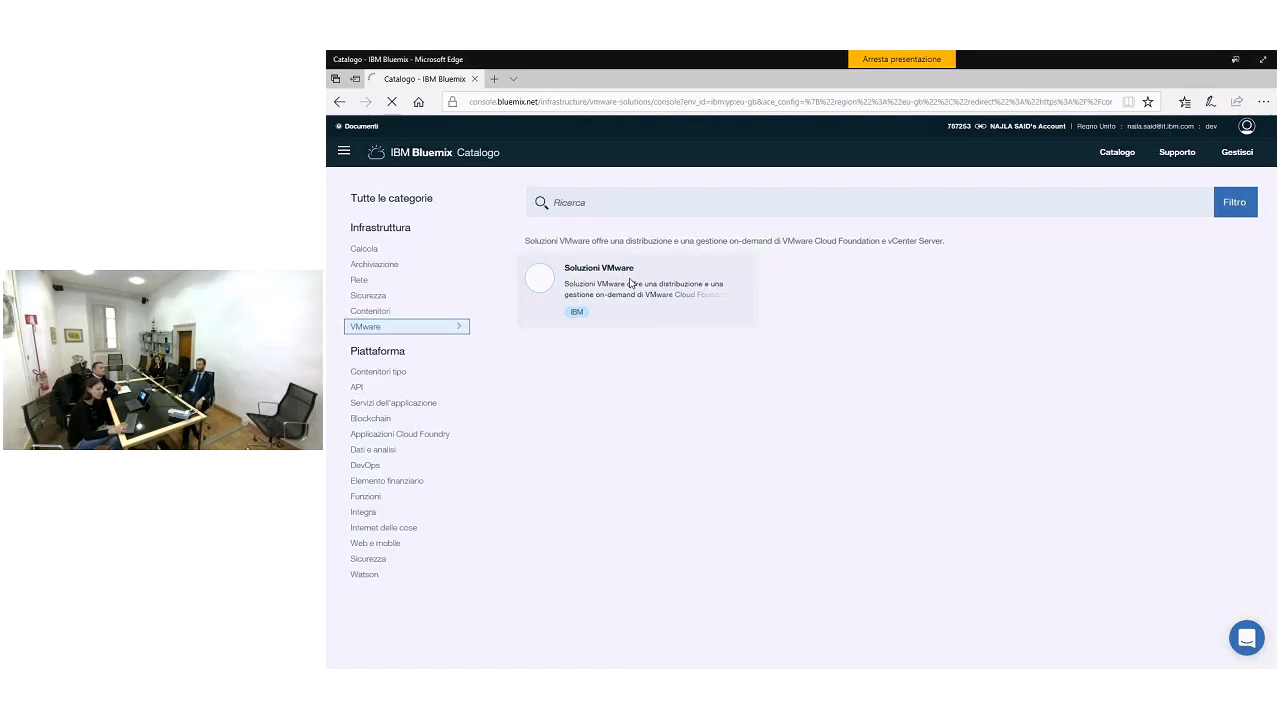 Catalogo - IBM Bluemix - Microsoft Edge
Arresta presentazione
Catalogo - IBM Bluemix
console.bluemix.net/infrastructure/vmware-solutions/console?env_id=ibm:yp:eu-gb&ace_config=%7B%22region%22%3A%22eu-gb%22%2C%22redirect%22%3A%22https%3A%2F%2Fcor
Documenti
787253 NAJLA SAID's Account | Regno Unito : najla.said@it.ibm.com : dev
IBM Bluemix Catalogo
Catalogo Supporto Gestisci
Tutte le categorie
Ricerca
Filtro
Infrastruttura
Calcola
Archiviazione
Rete
Sicurezza
Contenitori
VMware
Soluzioni VMware offre una distribuzione e una gestione on-demand di VMware Cloud Foundation e vCenter Server.
Soluzioni VMware
Soluzioni VMware offre una distribuzione e una
gestione on-demand di VMware Cloud Foundat
IBM
Piattaforma
Contenitori tipo
API
Servizi dell'applicazione
Blockchain
Applicazioni Cloud Foundry
Dati e analisi
DevOps
Elemento finanziario
Funzioni
Integra
Internet delle cose
Web e mobile
Sicurezza
Watson